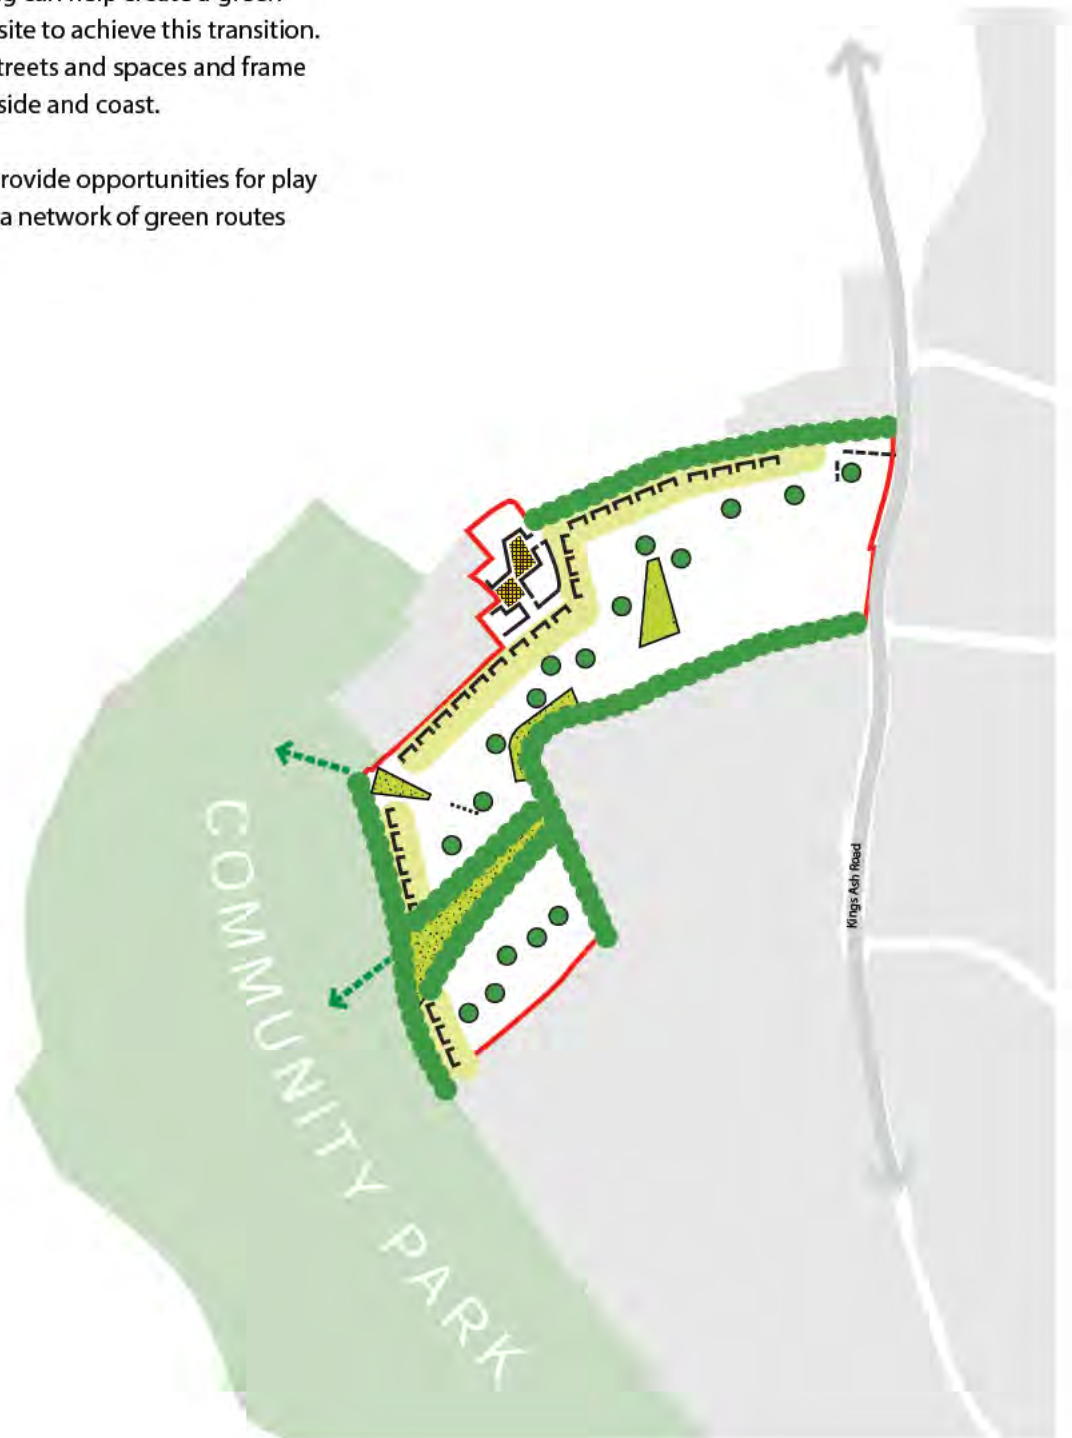 site to achieve this transition.
treets and spaces and frame
side and coast.
rovide opportunities for play
a network of green routes
Kings Ash Road
COMMUNITY PARK